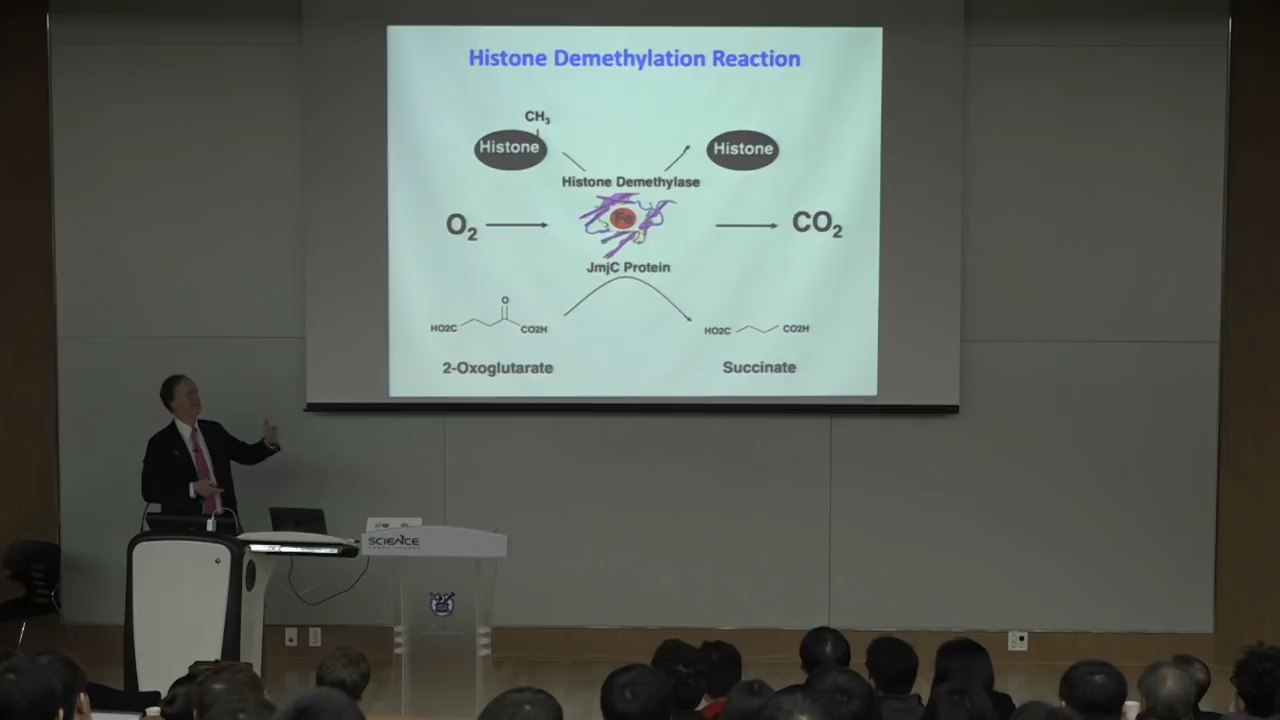 Histone Demethylation Reaction
CH3
Histone
Histone
Histone Demethylase
O2
Fe
CO2
JmjC Protein
O
HO2C
CO2H
HO2C
CO2H
2-Oxoglutarate
Succinate
SCIENCE